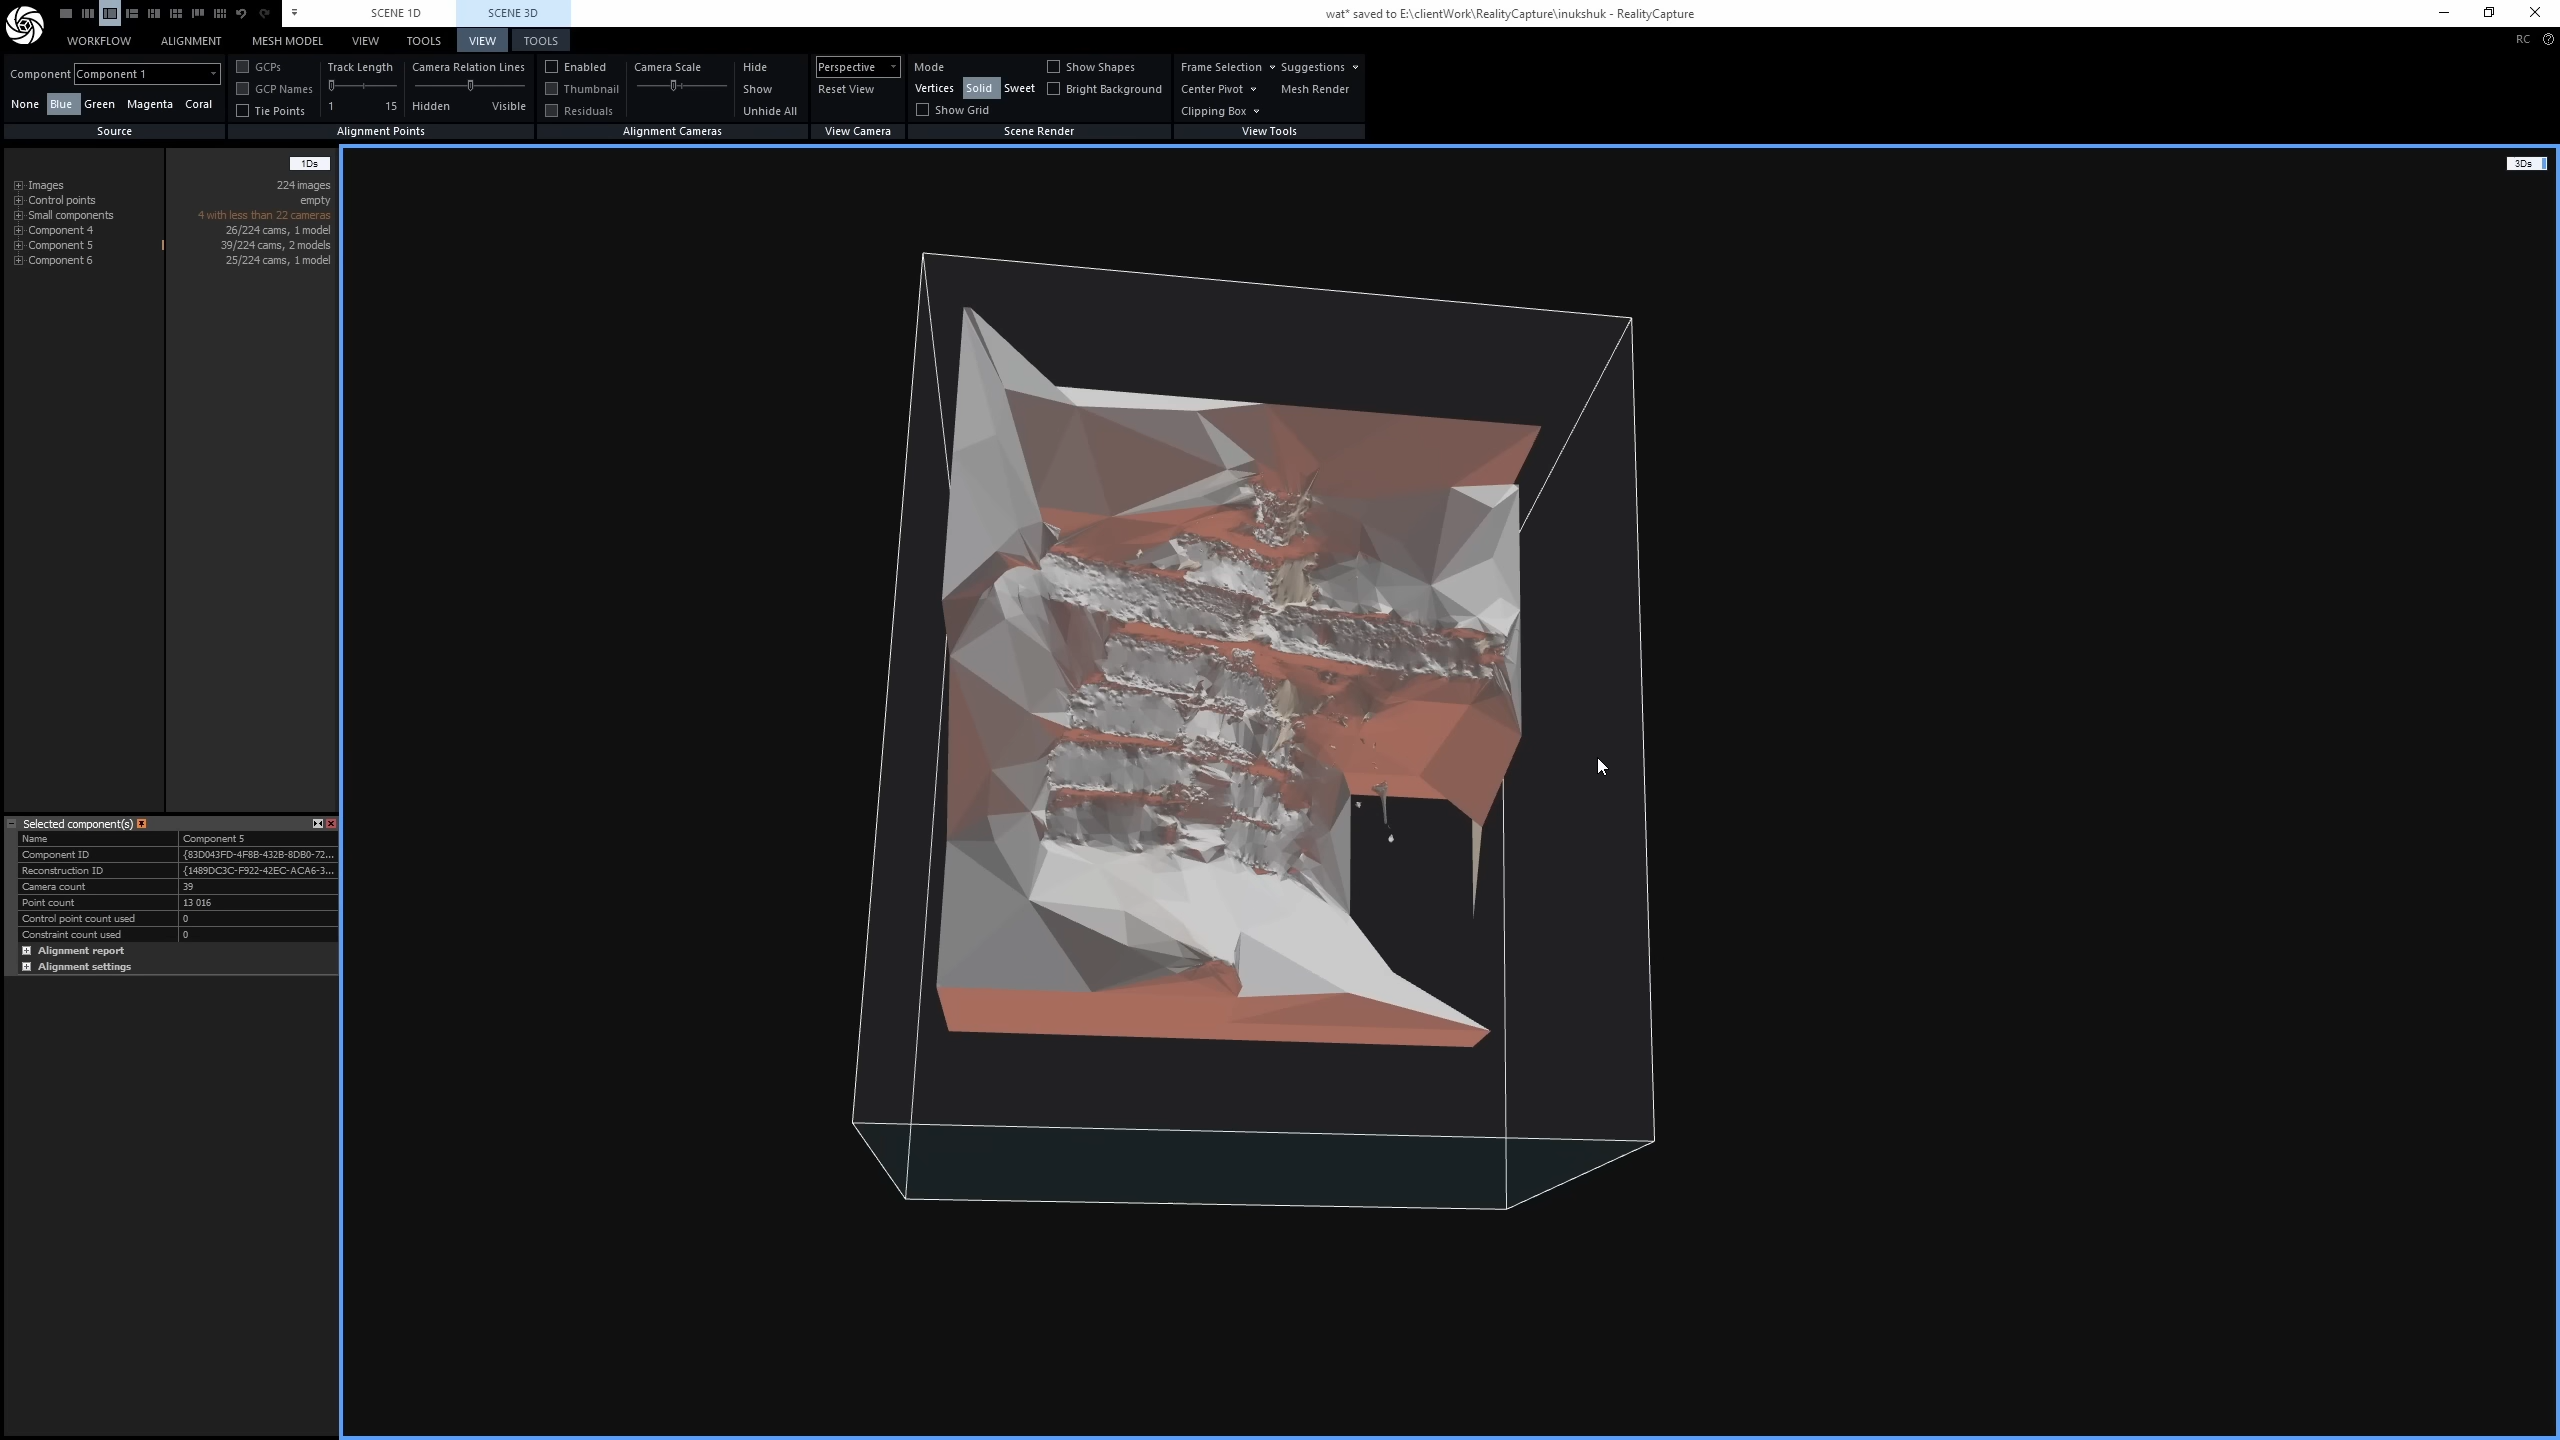 SCENE 1D SCENE 3D wat* saved to E:\clientWork\RealityCapture\inukshuk - RealityCapture
WORKFLOW ALIGNMENT MESH MODEL VIEW TOOLS VIEW TOOLS RC
Component Component 1
None Blue Green Magenta Coral
Source
GCPs
GCP Names
Tie Points
Track Length
1 15
Camera Relation Lines
Hidden Visible
Alignment Points
Enabled
Thumbnail
Residuals
Camera Scale
Hide
Show
Unhide All
Alignment Cameras
Perspective
Reset View
View Camera
Mode
Vertices Solid Sweet
Show Grid
Show Shapes
Bright Background
Scene Render
Frame Selection Suggestions
Center Pivot Mesh Render
Clipping Box
View Tools
1Ds
3Ds
Images 224 images
Control points empty
Small components 4 with less than 22 cameras
Component 4 26/224 cams, 1 model
Component 5 39/224 cams, 2 models
Component 6 25/224 cams, 1 model
Selected component(s)
Name Component 5
Component ID {83D043FD-4F8B-432B-8DB0-72...
Reconstruction ID {1489DC3C-F922-42EC-ACA6-3...
Camera count 39
Point count 13 016
Control point count used 0
Constraint count used 0
Alignment report
Alignment settings